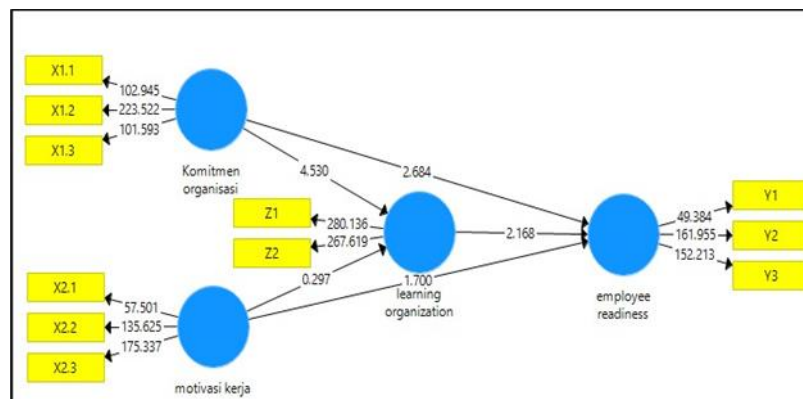 X1.1
102.945
X1.2
223.522
X1.3
101.593
Komitmen
organisasi
4.530
2.684
Z1
280.136
Z2
267.619
2.168
Y1
49.384
Y2
161.955
Y3
152.213
X2.1
57.501
X2.2
135.625
X2.3
175.337
0.297
1.700
learning
organization
employee
readiness
motivasi kerja